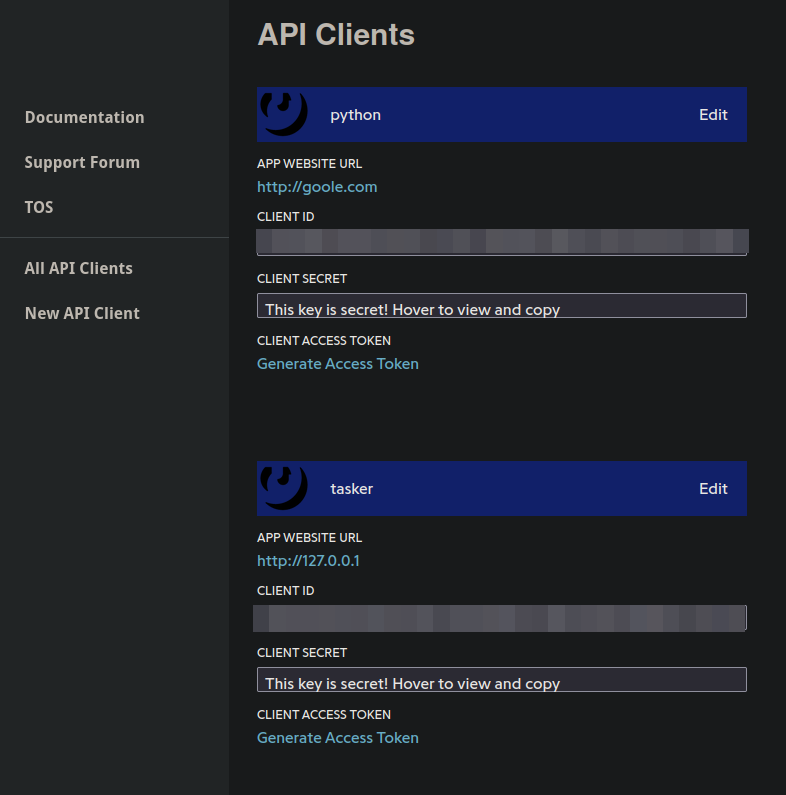 API Clients
Documentation
Support Forum
TOS
All API Clients
New API Client
python
Edit
APP WEBSITE URL
http://goole.com
CLIENT ID
CLIENT SECRET
This key is secret! Hover to view and copy
CLIENT ACCESS TOKEN
Generate Access Token
tasker
Edit
APP WEBSITE URL
http://127.0.0.1
CLIENT ID
CLIENT SECRET
This key is secret! Hover to view and copy
CLIENT ACCESS TOKEN
Generate Access Token